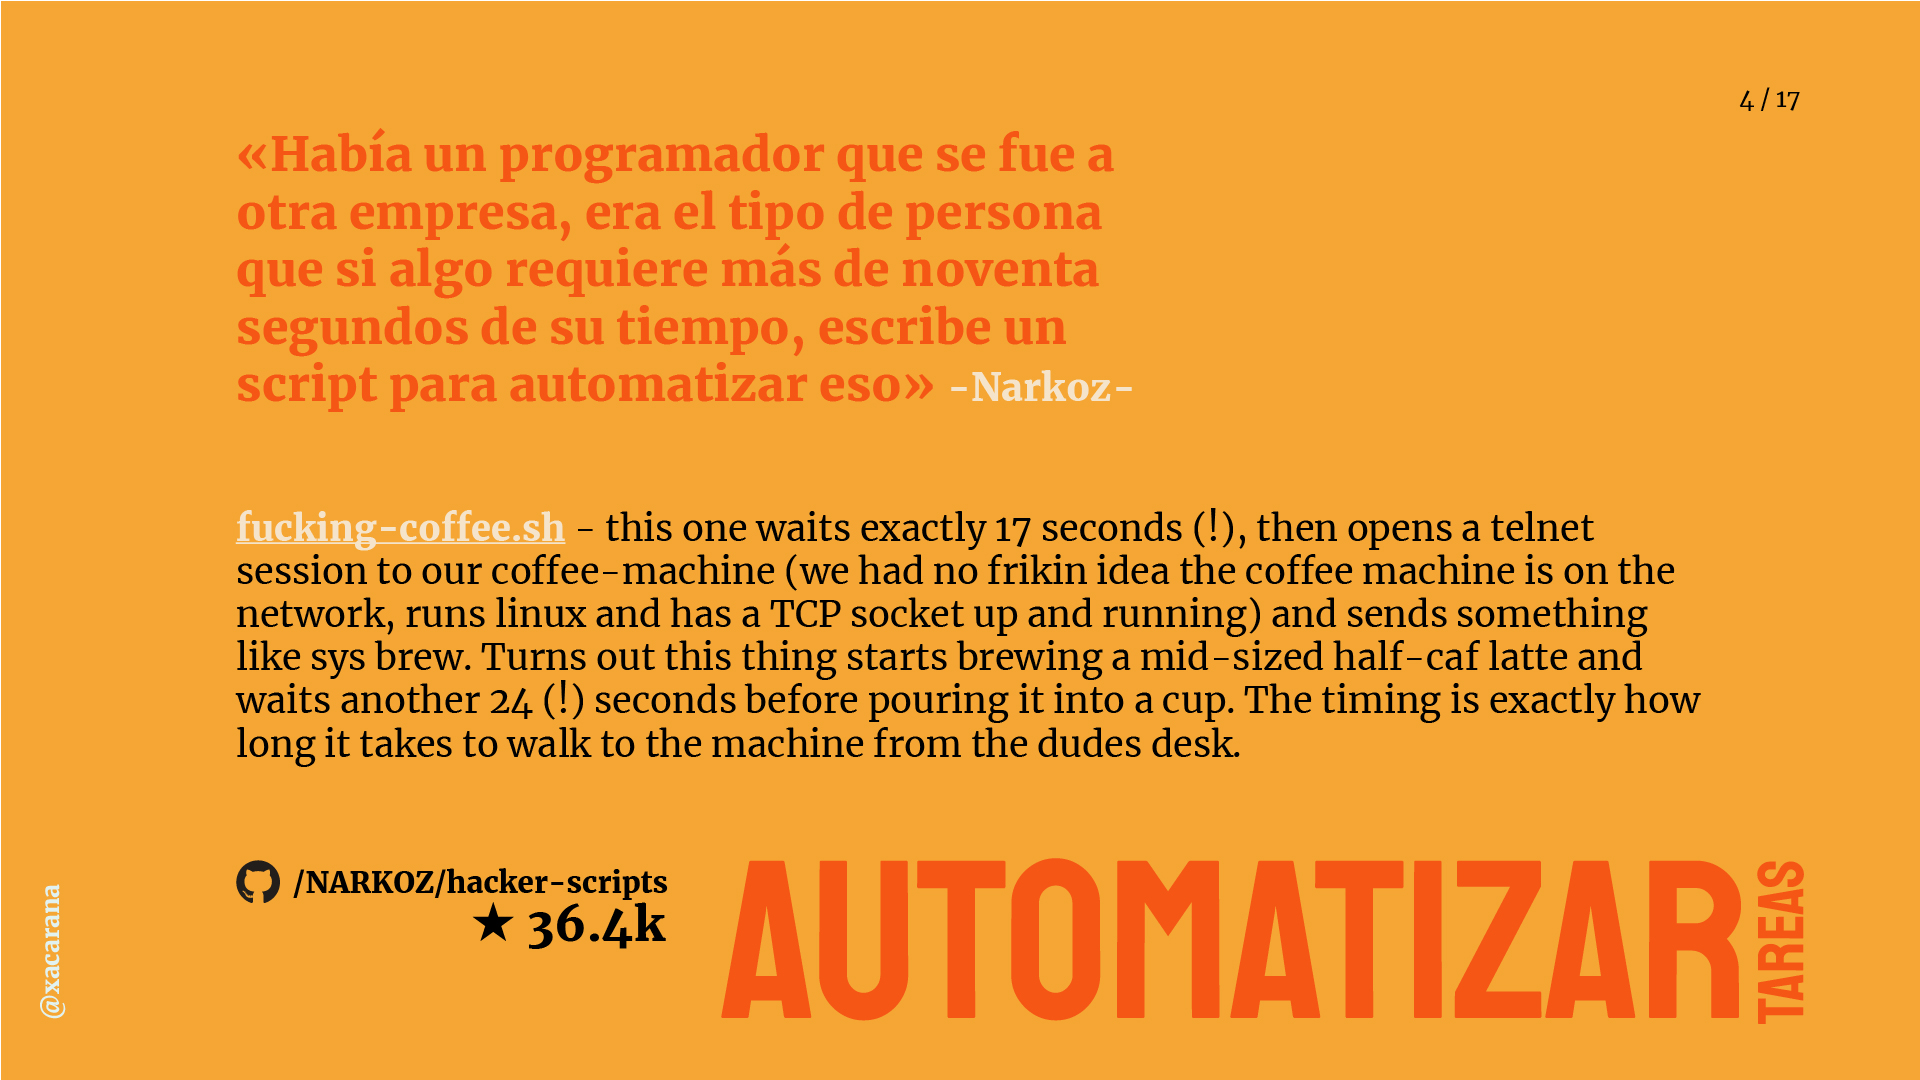 4 / 17
«Había un programador que se fue a
otra empresa, era el tipo de persona
que si algo requiere más de noventa
segundos de su tiempo, escribe un
script para automatizar eso» -Narkoz-
fucking-coffee.sh - this one waits exactly 17 seconds (!), then opens a telnet
session to our coffee-machine (we had no frikin idea the coffee machine is on the
network, runs linux and has a TCP socket up and running) and sends something
like sys brew. Turns out this thing starts brewing a mid-sized half-caf latte and
waits another 24 (!) seconds before pouring it into a cup. The timing is exactly how
long it takes to walk to the machine from the dudes desk.
/NARKOZ/hacker-scripts
★ 36.4k
AUTOMATIZAR
TAREAS
@xacarana